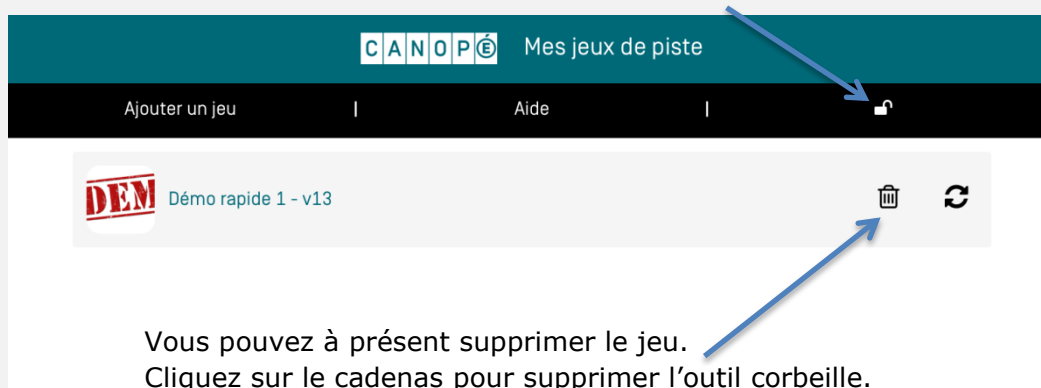 CANOPÉ Mes jeux de piste
Ajouter un jeu | Aide |
DEM Démo rapide 1 - v13
Vous pouvez à présent supprimer le jeu.
Cliquez sur le cadenas pour supprimer l’outil corbeille.